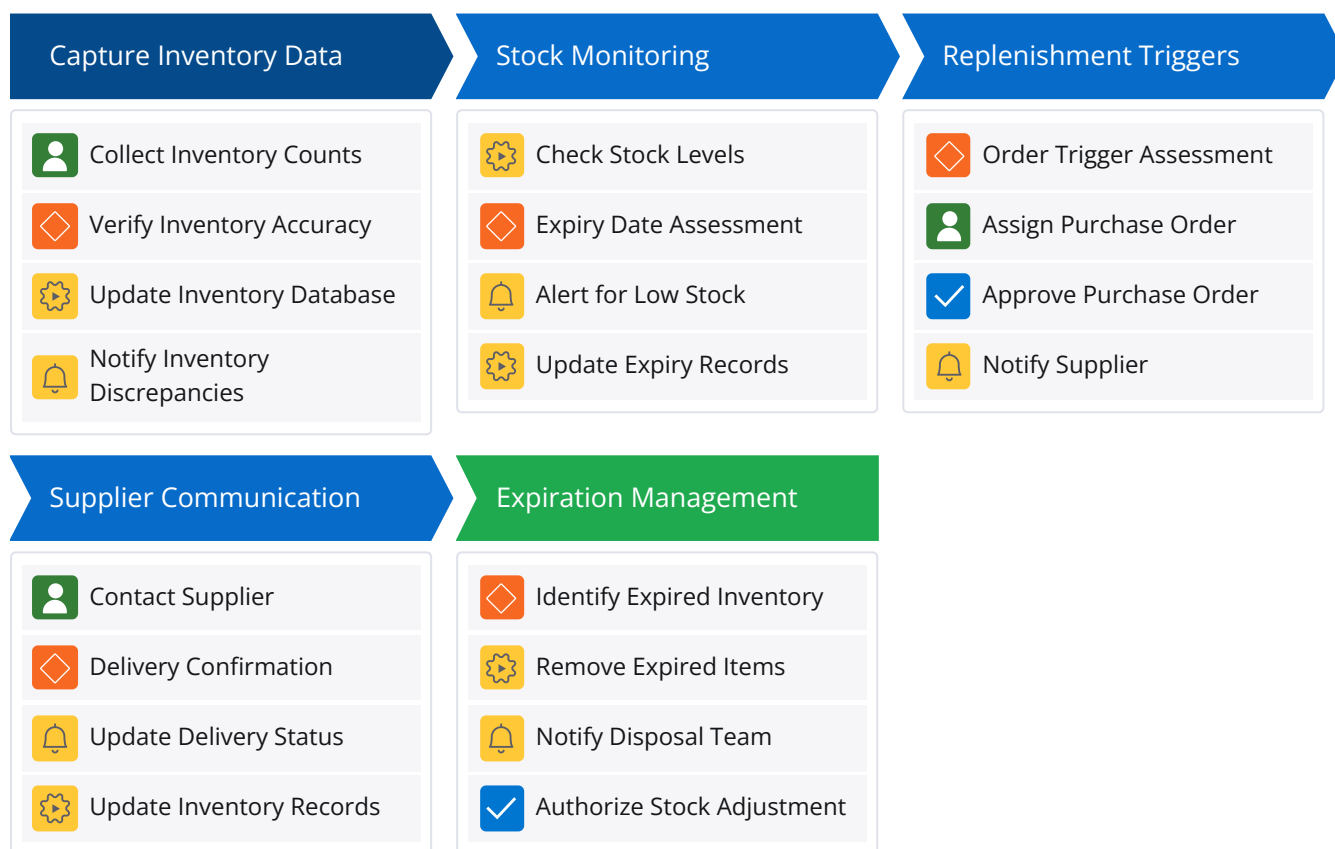 Capture Inventory Data
Stock Monitoring
Replenishment Triggers
Collect Inventory Counts
Verify Inventory Accuracy
Update Inventory Database
Notify Inventory
Discrepancies
Check Stock Levels
Expiry Date Assessment
Alert for Low Stock
Update Expiry Records
Order Trigger Assessment
Assign Purchase Order
Approve Purchase Order
Notify Supplier
Supplier Communication
Expiration Management
Contact Supplier
Delivery Confirmation
Update Delivery Status
Update Inventory Records
Identify Expired Inventory
Remove Expired Items
Notify Disposal Team
Authorize Stock Adjustment